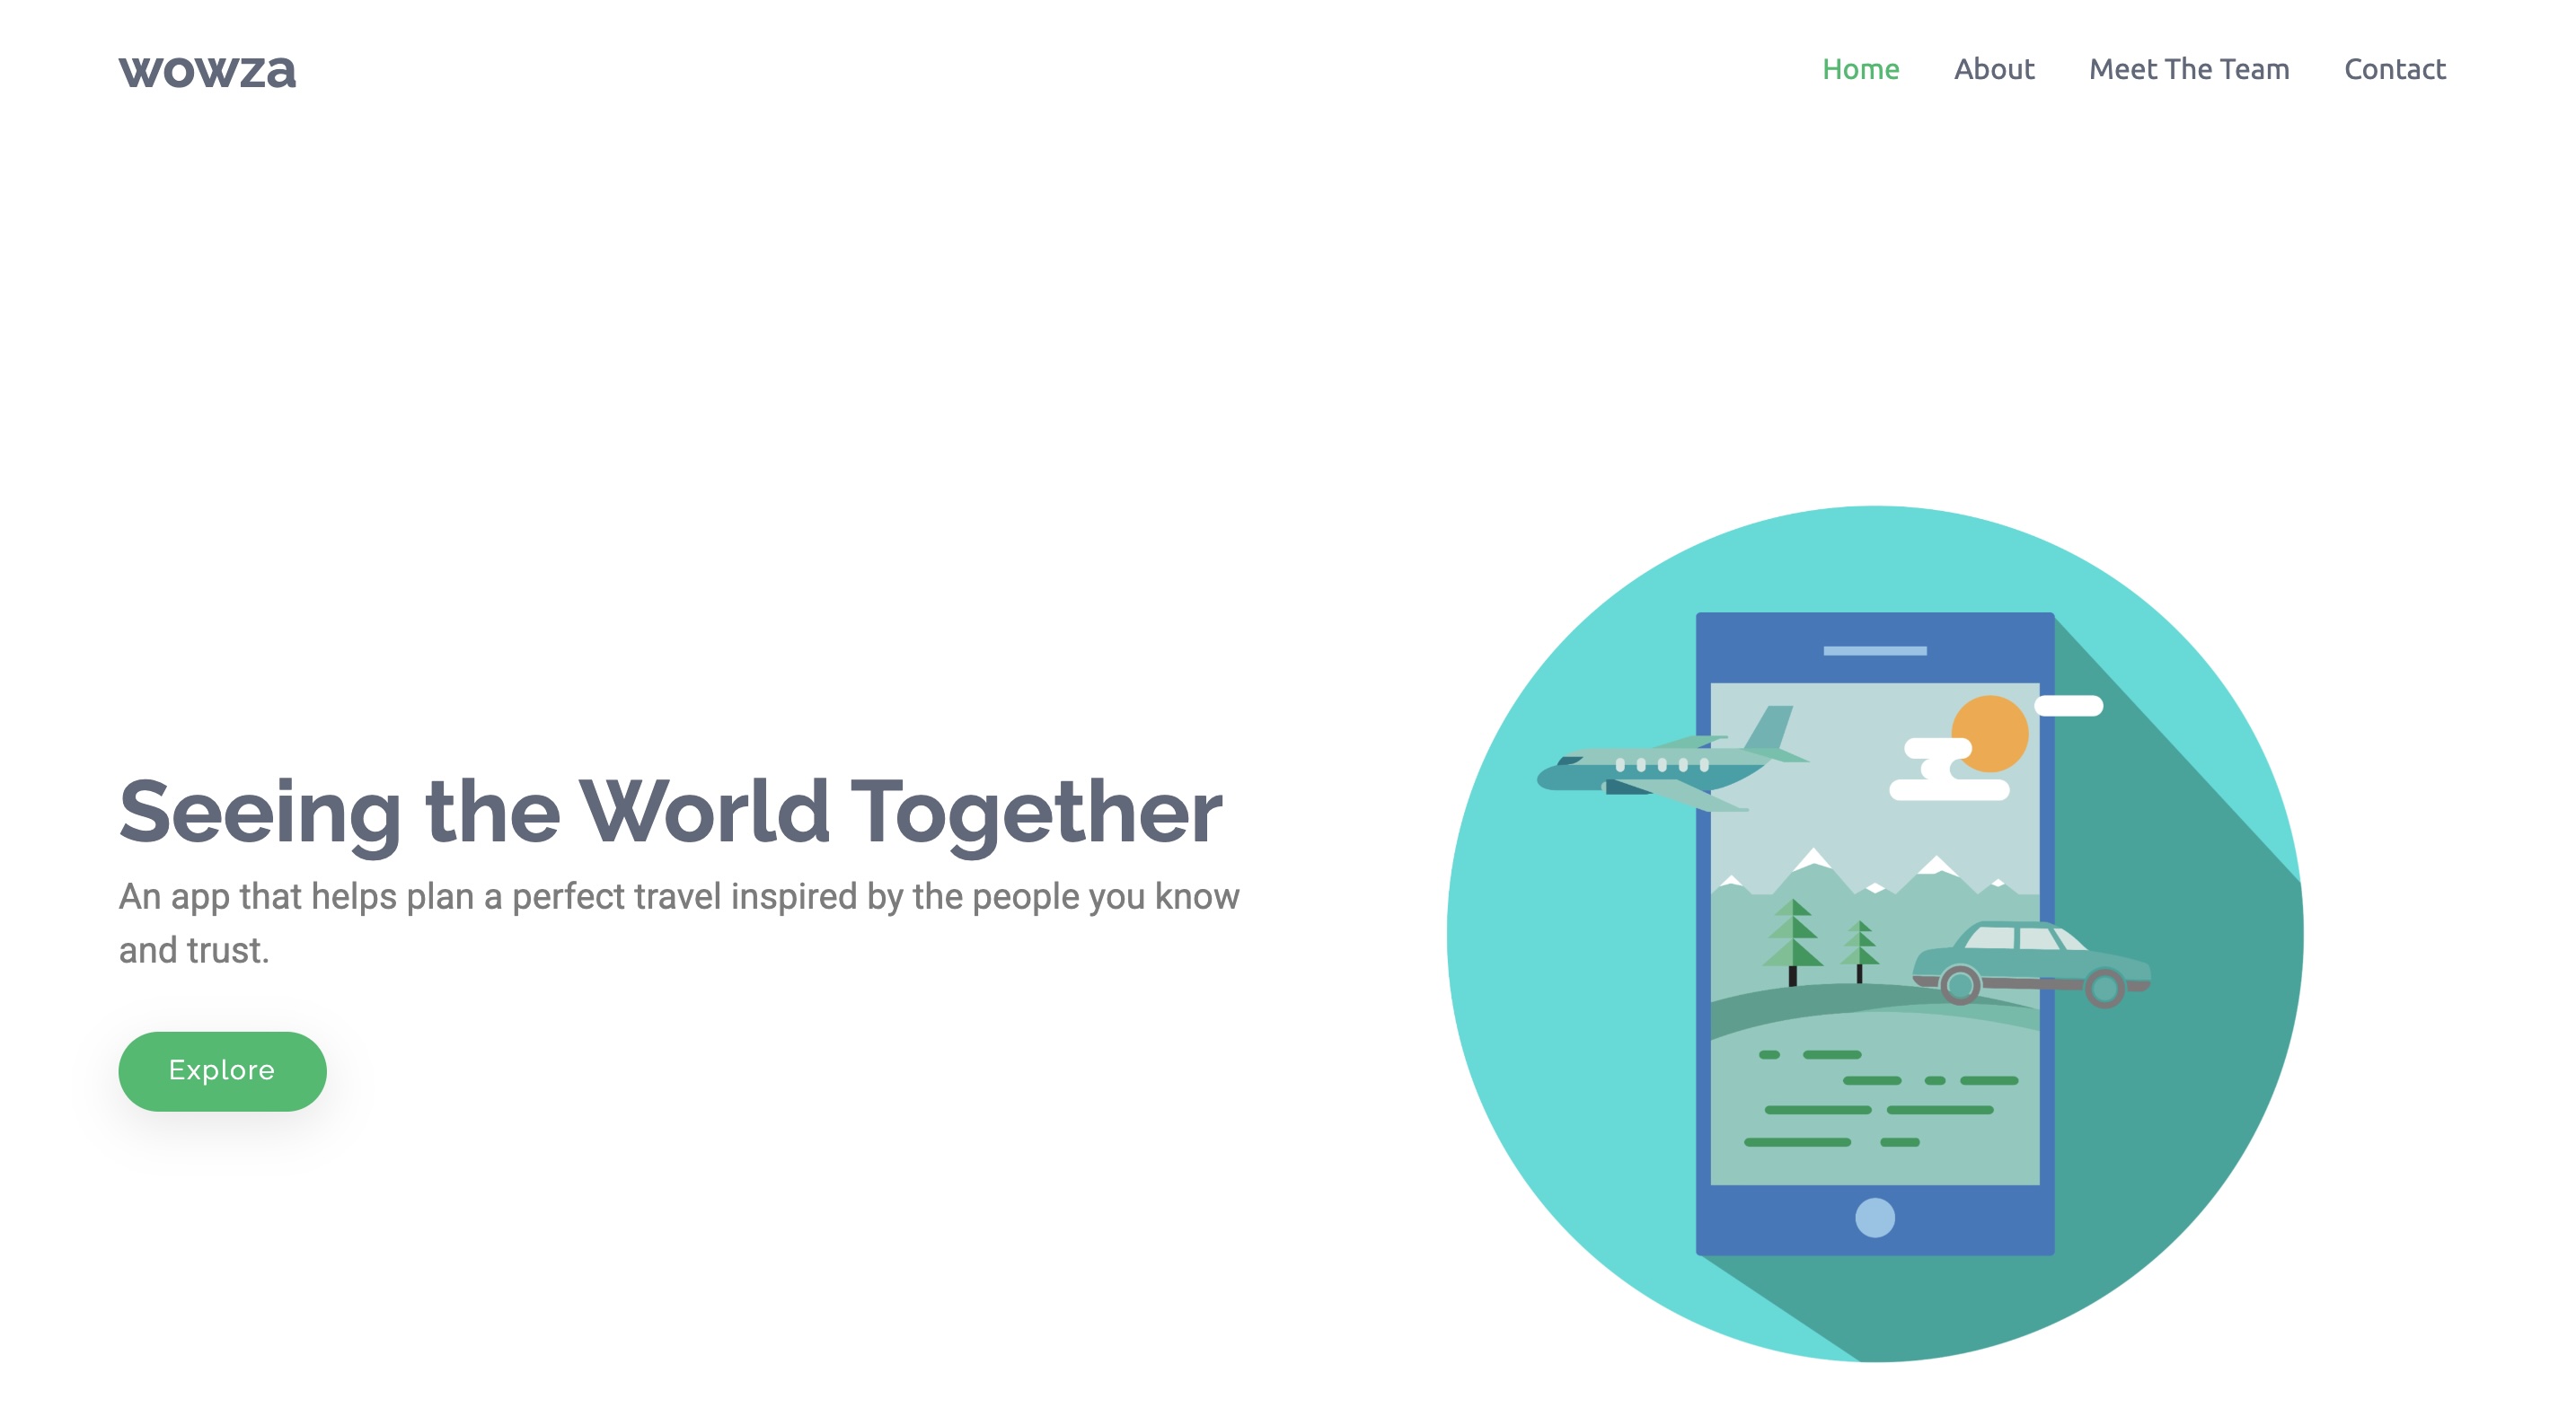 wowza
Home About Meet The Team Contact
Seeing the World Together
An app that helps plan a perfect travel inspired by the people you know
and trust.
Explore